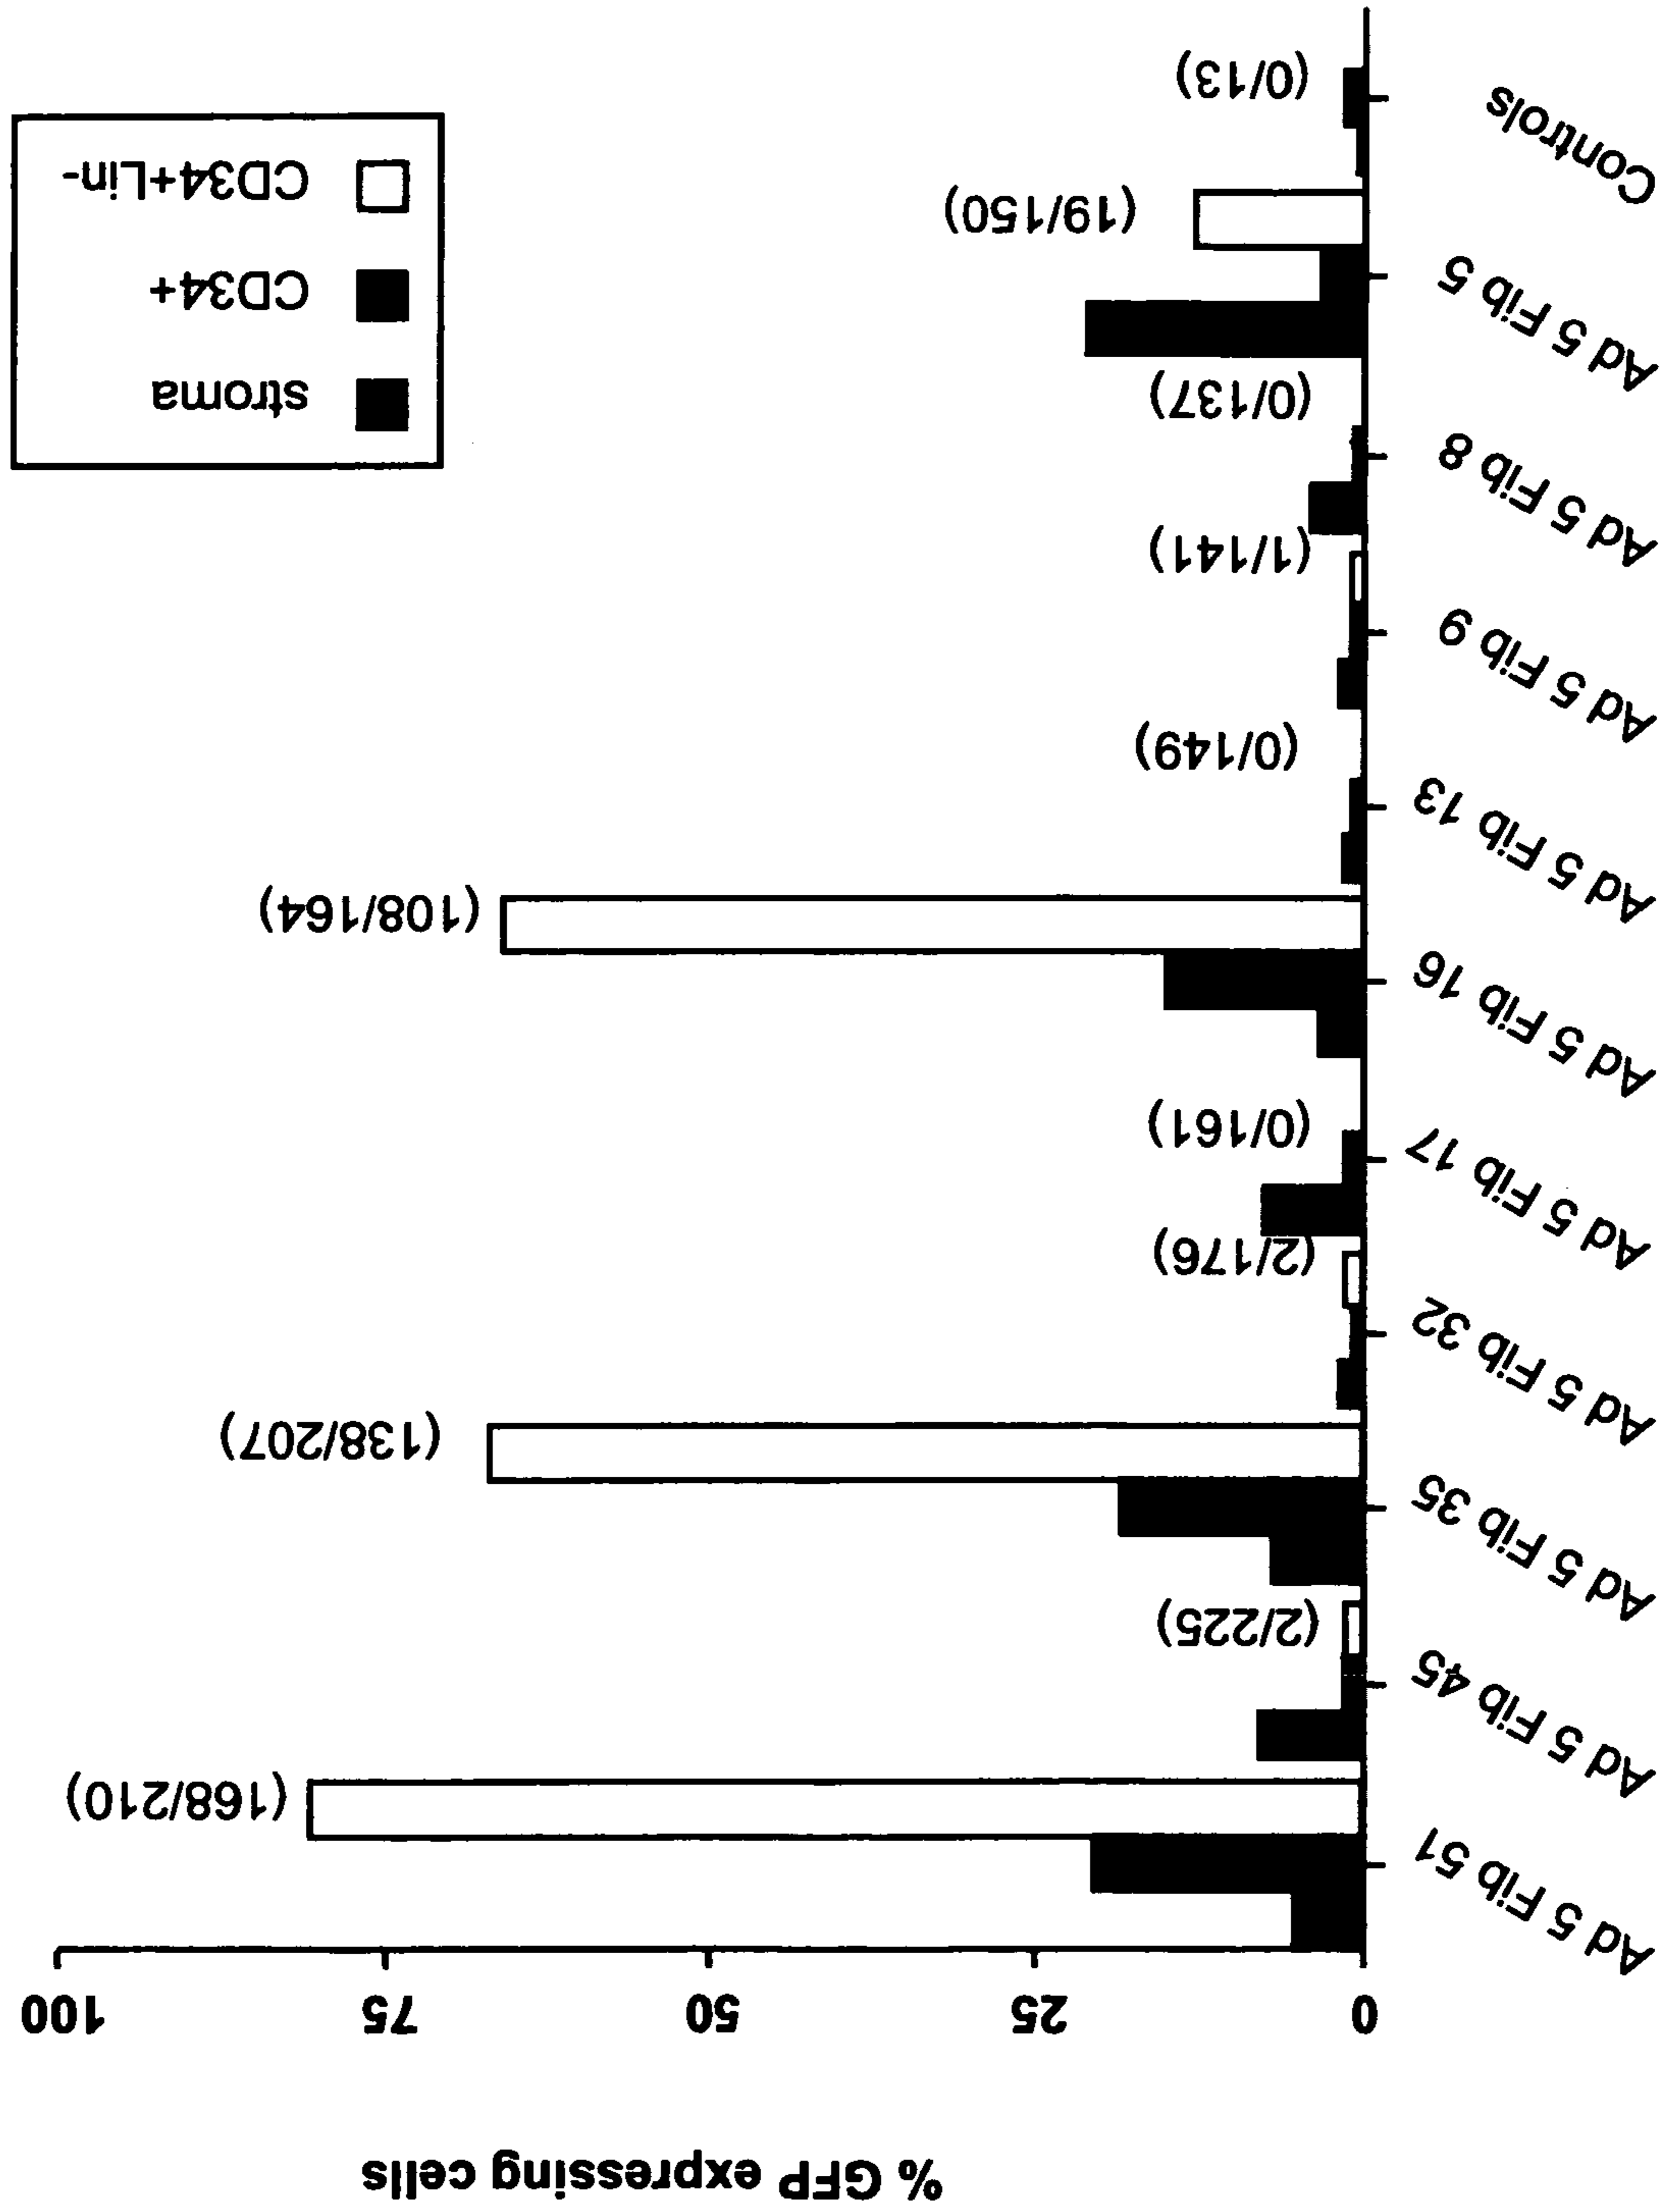 % GFP expressing cells
0 25 50 75 100
Ad 5 Fib 51
(168/210)
Ad 5 Fib 45
(2/225)
Ad 5 Fib 35
(138/207)
Ad 5 Fib 32
(2/176)
Ad 5 Fib 17
(0/161)
Ad 5 Fib 16
(108/164)
Ad 5 Fib 13
(0/149)
Ad 5 Fib 9
(1/141)
Ad 5 Fib 8
(0/137)
Ad 5 Fib 5
(19/150)
Controls
(0/13)
stroma
CD34+
CD34+Lin-